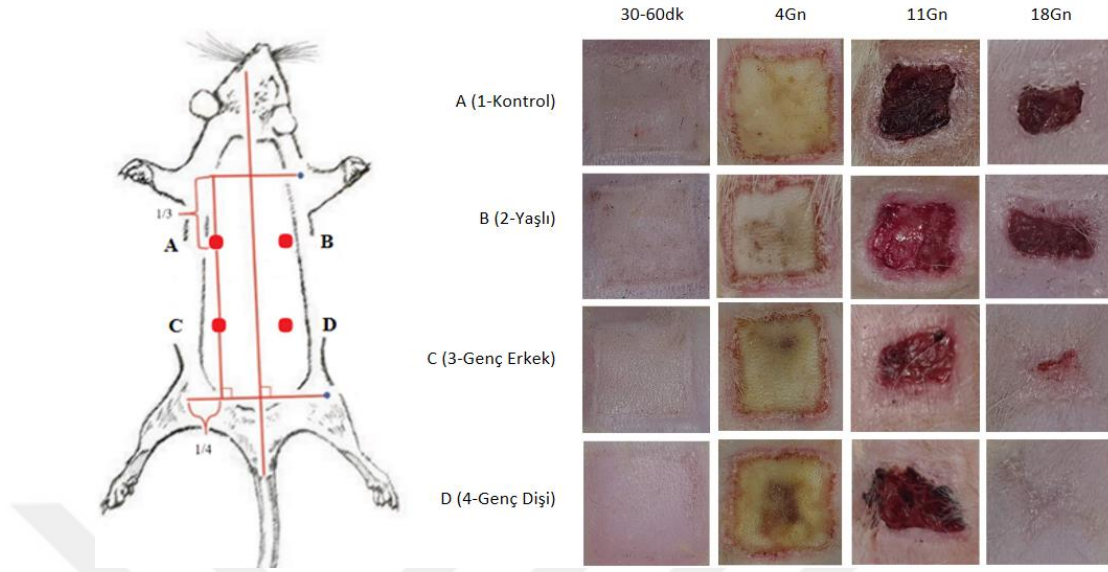 30-60dk 4Gn 11Gn 18Gn
A (1-Kontrol)
B (2-Yaşlı)
C (3-Genç Erkek)
D (4-Genç Dişi)
1/3
A B
C D
1/4